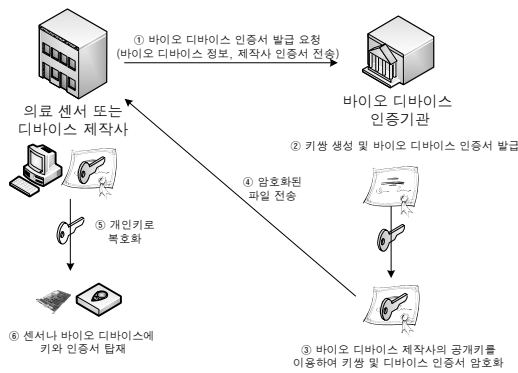 ① 바이오 디바이스 인증서 발급 요청
(바이오 디바이스 정보, 제작사 인증서 전송)
의료 센서 또는
디바이스 제작사
바이오 디바이스
인증기관
② 키쌍 생성 및 바이오 디바이스 인증서 발급
④ 암호화된
파일 전송
⑤ 개인키로
복호화
⑥ 센서나 바이오 디바이스에
키와 인증서 탑재
③ 바이오 디바이스 제작사의 공개키를
이용하여 키쌍 및 디바이스 인증서 암호화